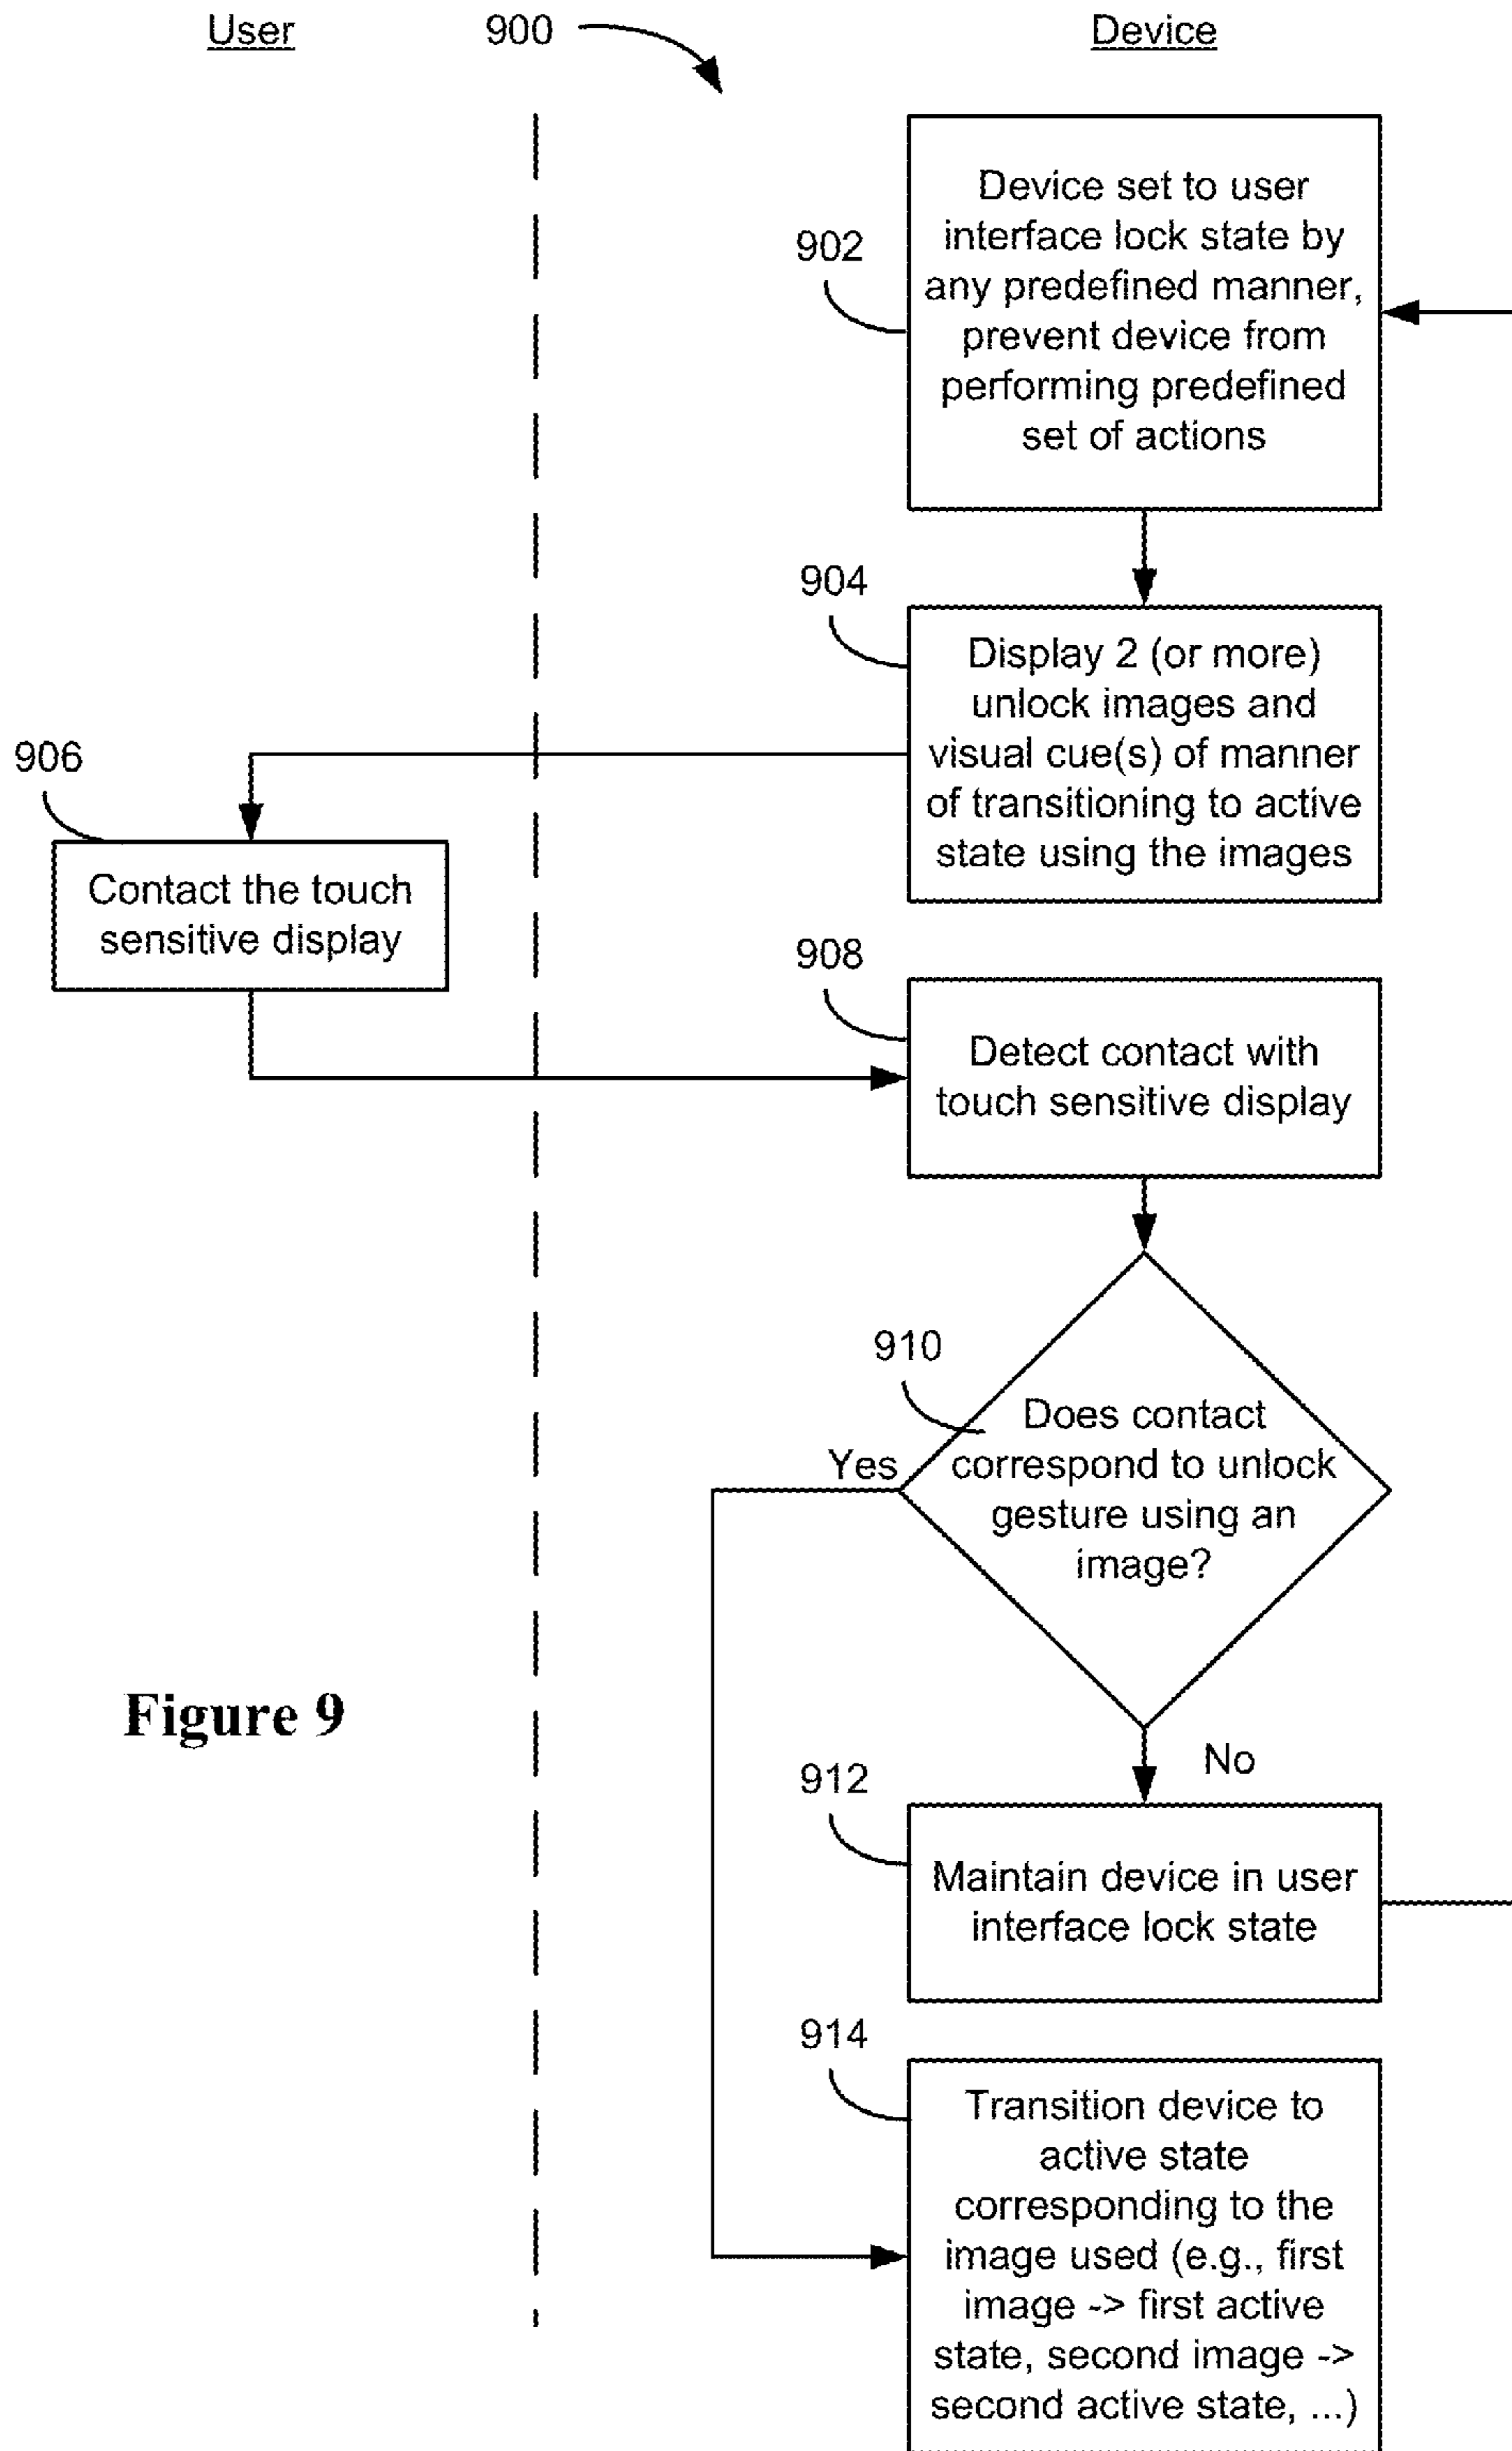 User
900
Device
902
Device set to user
interface lock state by
any predefined manner,
prevent device from
performing predefined
set of actions
904
Display 2 (or more)
unlock images and
visual cue(s) of manner
of transitioning to active
state using the images
906
Contact the touch
sensitive display
908
Detect contact with
touch sensitive display
910
Does contact
correspond to unlock
gesture using an
image?
Yes
No
Figure 9
912
Maintain device in user
interface lock state
914
Transition device to
active state
corresponding to the
image used (e.g., first
image -> first active
state, second image ->
second active state, ...)